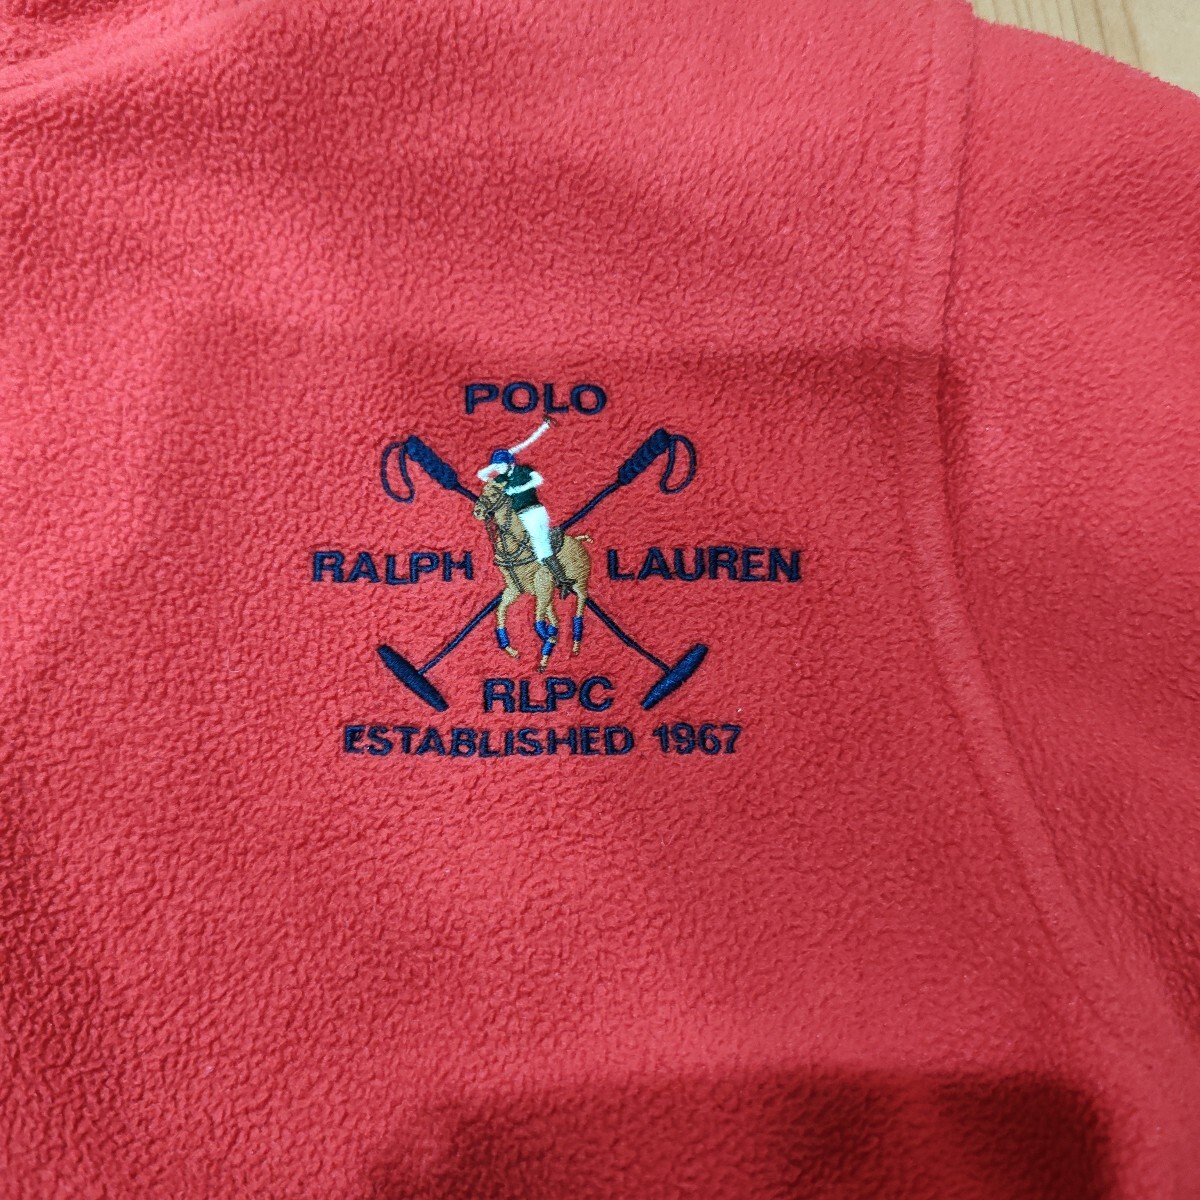 POLO
RALPH LAUREN
RLPC
ESTABLISHED 1967